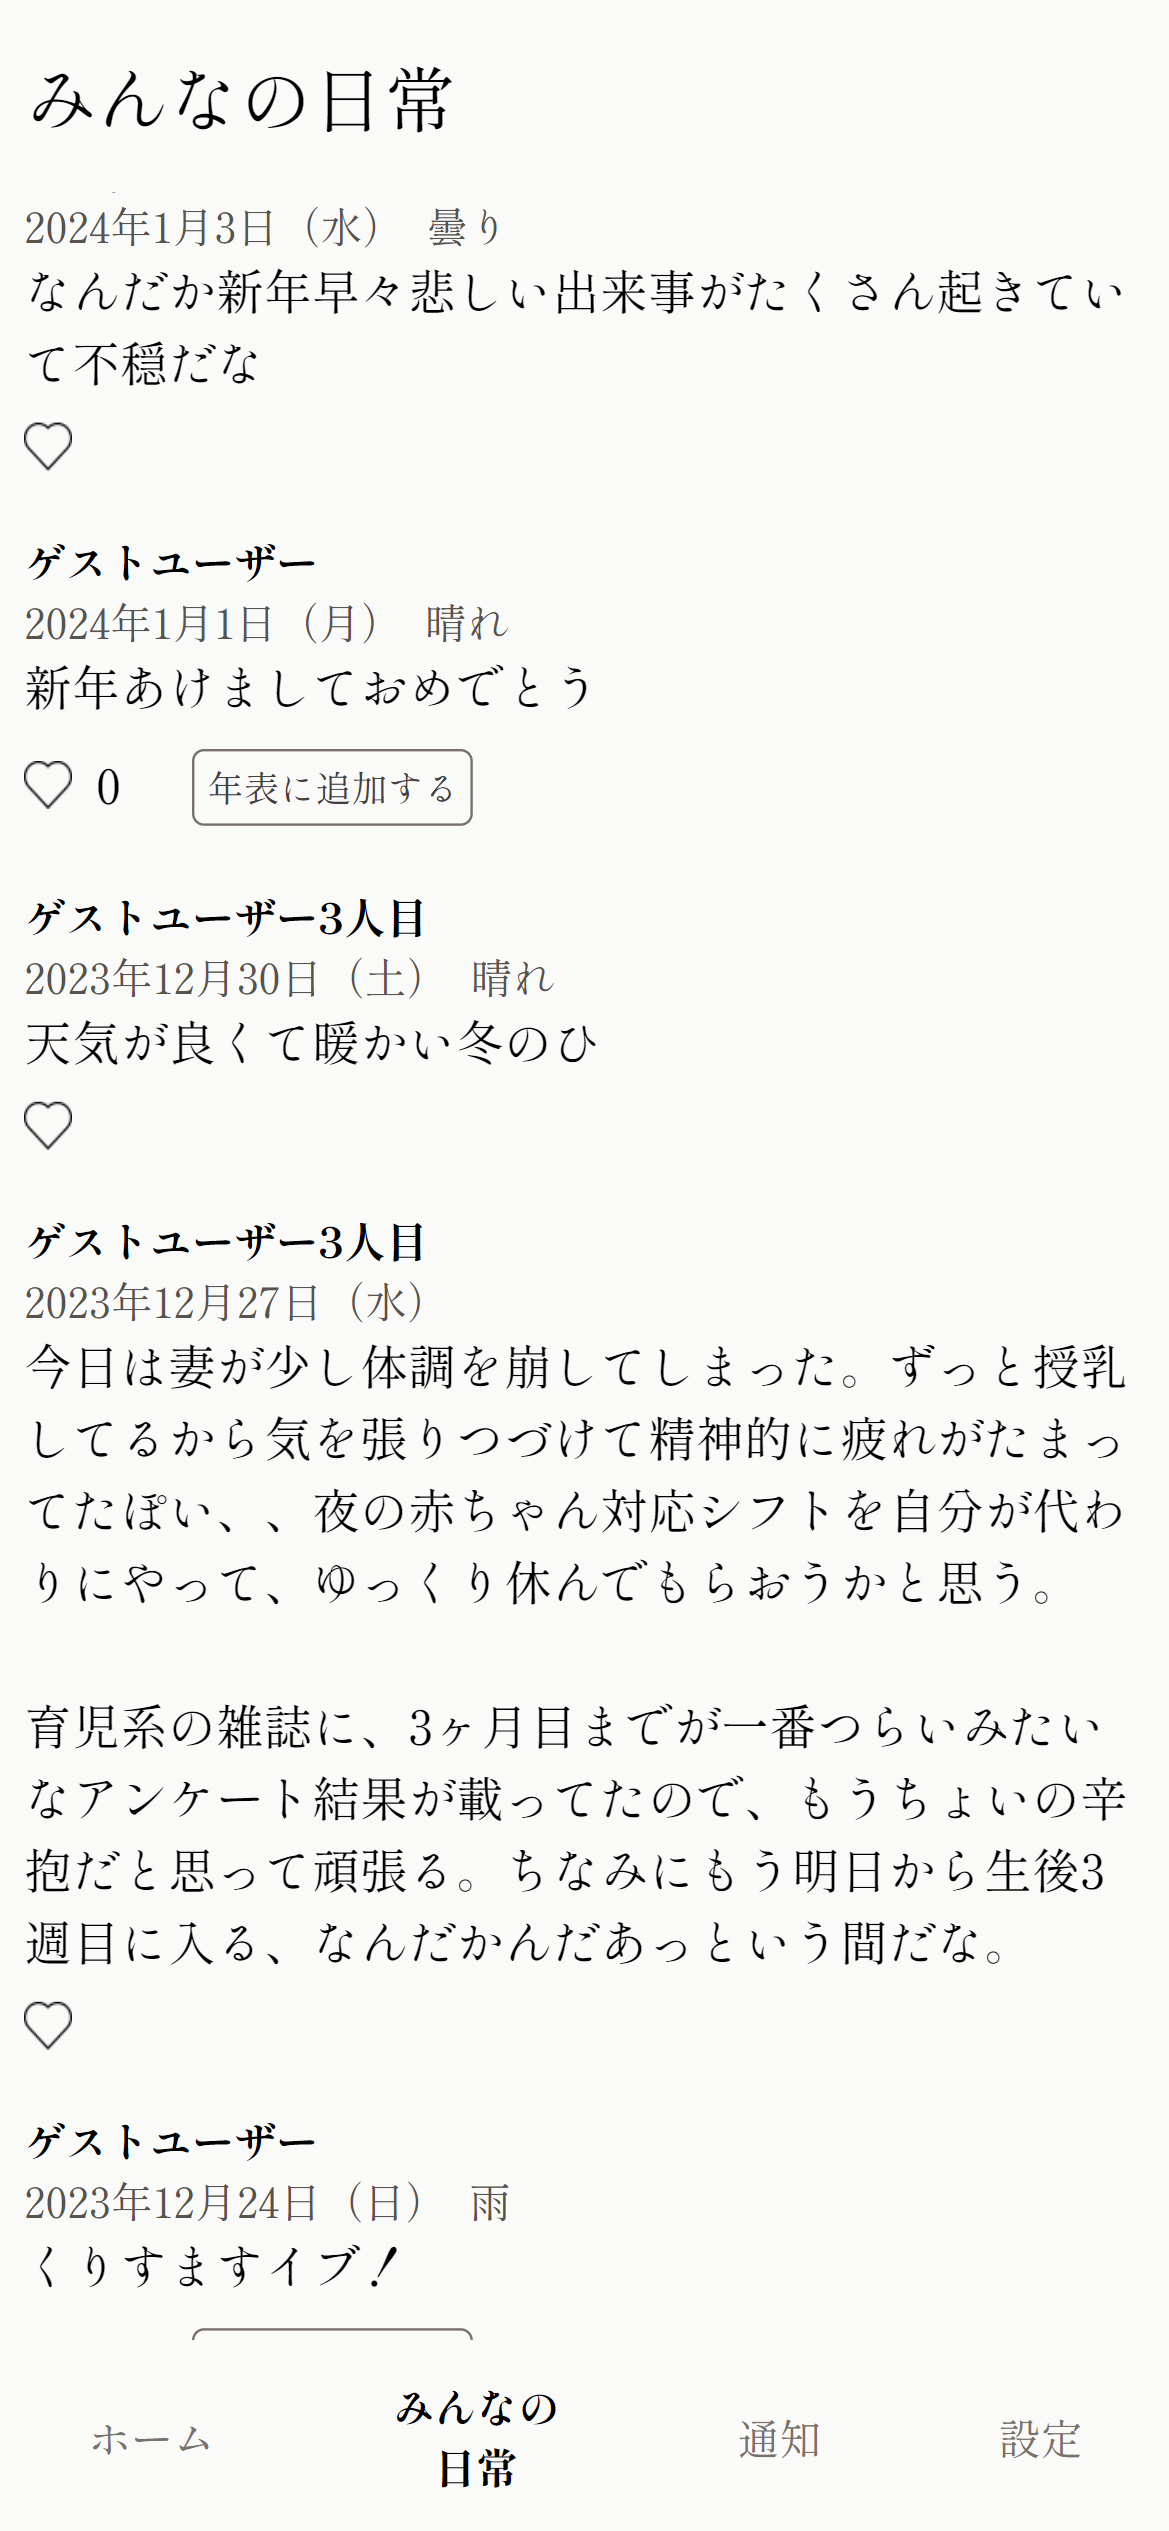 みんなの日常
2024年1月3日（水） 曇り
なんだか新年早々悲しい出来事がたくさん起きてい
て不穏だな
ゲストユーザー
2024年1月1日（月） 晴れ
新年あけましておめでとう
0 年表に追加する
ゲストユーザー3人目
2023年12月30日（土） 晴れ
天気が良くて暖かい冬のひ
ゲストユーザー3人目
2023年12月27日（水）
今日は妻が少し体調を崩してしまった。ずっと授乳
してるから気を張りつづけて精神的に疲れがたまっ
てたぽい、、夜の赤ちゃん対応シフトを自分が代わ
りにやって、ゆっくり休んでもらおうかと思う。
育児系の雑誌に、3ヶ月目までが一番つらいみたい
なアンケート結果が載ってたので、もうちょいの辛
抱だと思って頑張る。ちなみにもう明日から生後3
週目に入る、なんだかんだあっという間だな。
ゲストユーザー
2023年12月24日（日） 雨
くりすますイブ！
ホーム
みんなの
日常
通知
設定